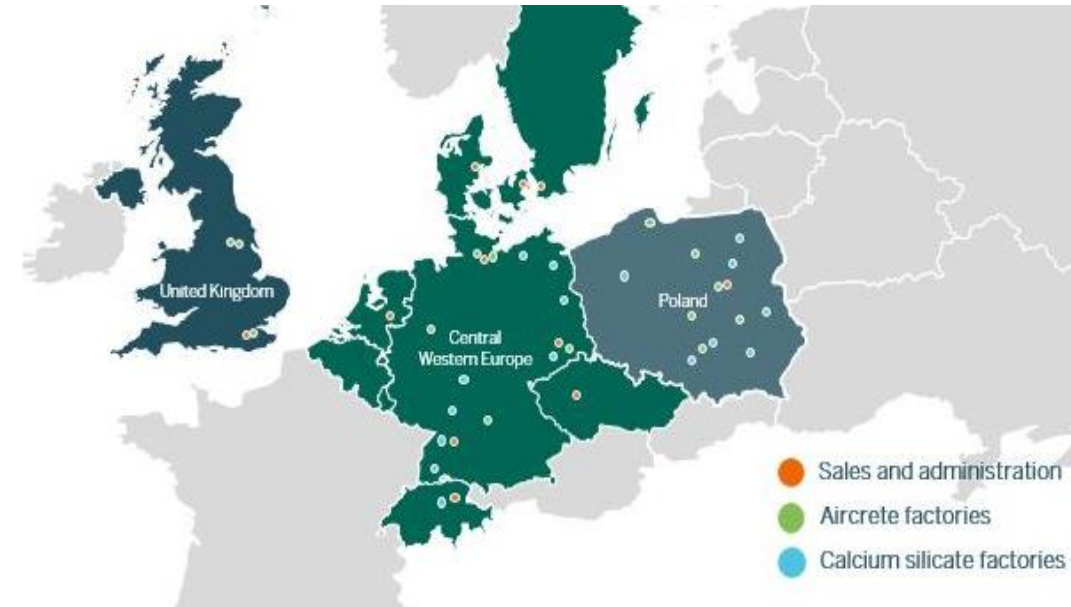 United Kingdom
Poland
Central
Western Europe
Sales and administration
Aircrete factories
Calcium silicate factories